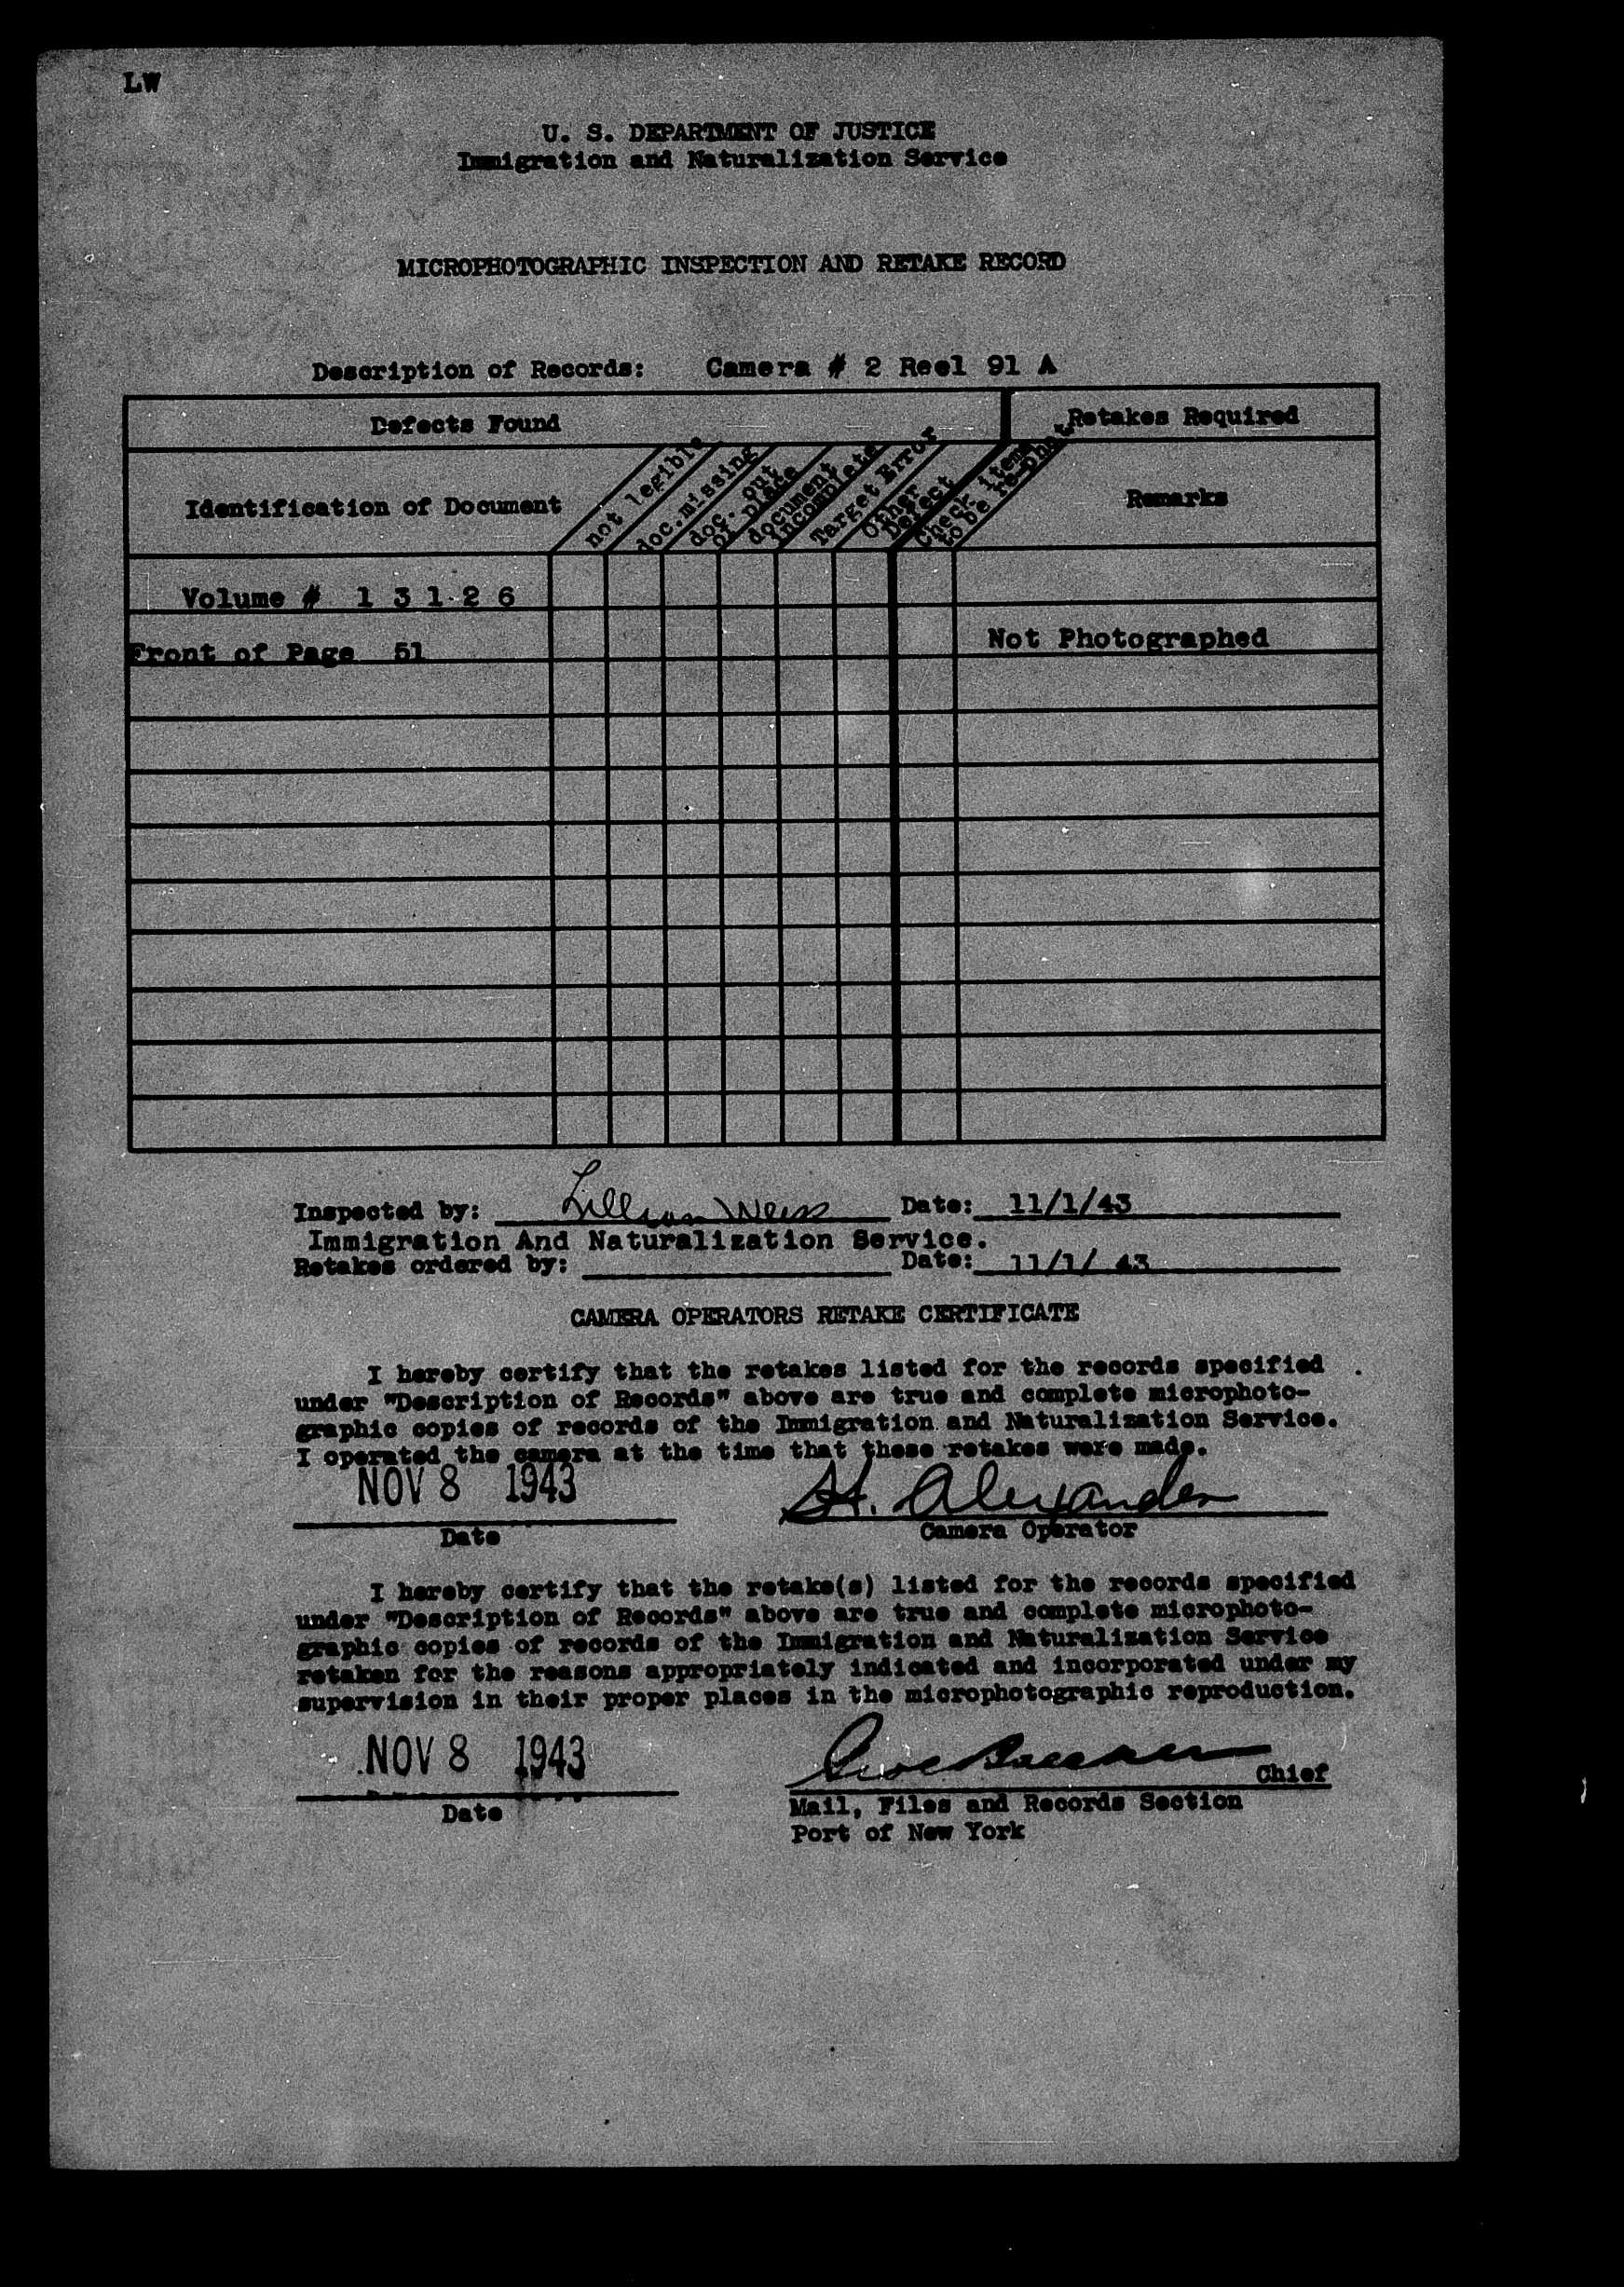 LW
U. S. DEPARTMENT OF JUSTICE
Immigration and Naturalization Service
MICROPHOTOGRAPHIC INSPECTION AND RETAKE RECORD
Description of Records: Camera # 2 Reel 91 A
Defects Found
Retakes Required
Identification of Document
not legible
doc. missing
doc. out
of place
document
incomplete
Target Error
Other
Defect
Check items
to be re-phot
Remarks
Volume # 1 3 1 2 6
Front of Page 51
Not Photographed
Inspected by: Lillian Weiss Date: 11/1/43
Immigration And Naturalization Service.
Retakes ordered by: Date: 11/1/ 43
CAMERA OPERATORS RETAKE CERTIFICATE
I hereby certify that the retakes listed for the records specified
under "Description of Records" above are true and complete microphoto-
graphic copies of records of the Immigration and Naturalization Service.
I operated the camera at the time that these retakes were made.
NOV 8 1943
H. Alexander
Date
Camera Operator
I hereby certify that the retake(s) listed for the records specified
under "Description of Records" above are true and complete microphoto-
graphic copies of records of the Immigration and Naturalization Service
retaken for the reasons appropriately indicated and incorporated under my
supervision in their proper places in the microphotographic reproduction.
NOV 8 1943
Chief
Date
Mail, Files and Records Section
Port of New York